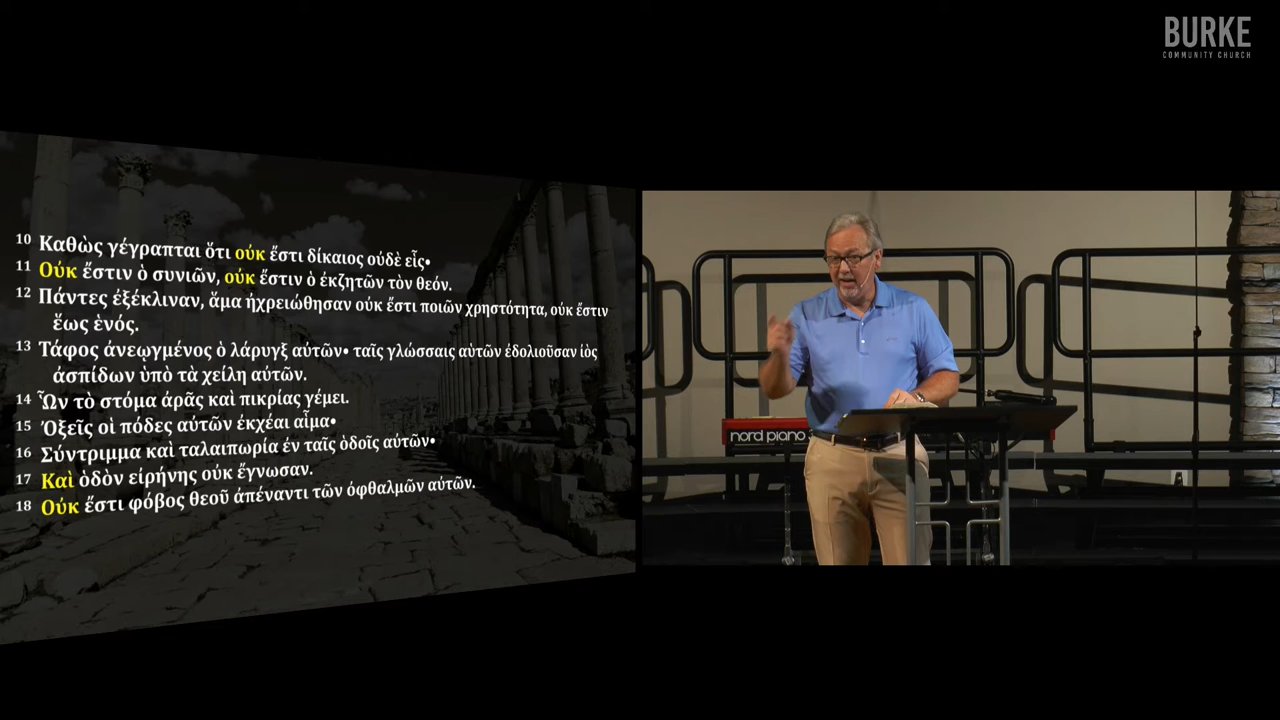 BURKE
COMMUNITY CHURCH
10 Καθὼς γέγραπται ὅτι οὐκ ἔστι δίκαιος οὐδὲ εἷς•
11 Οὐκ ἔστιν ὁ συνιῶν, οὐκ ἔστιν ὁ ἐκζητῶν τὸν θεόν.
12 Πάντες ἐξέκλιναν, ἅμα ἠχρειώθησαν οὐκ ἔστι ποιῶν χρηστότητα, οὐκ ἔστιν
ἕως ἑνός.
13 Τάφος ἀνεῳγμένος ὁ λάρυγξ αὐτῶν• ταῖς γλώσσαις αὐτῶν ἐδολιοῦσαν ἰὸς
ἀσπίδων ὑπὸ τὰ χείλη αὐτῶν.
14 Ὧν τὸ στόμα ἀρᾶς καὶ πικρίας γέμει.
15 Ὀξεῖς οἱ πόδες αὐτῶν ἐκχέαι αἷμα•
16 Σύντριμμα καὶ ταλαιπωρία ἐν ταῖς ὁδοῖς αὐτῶν•
17 Καὶ ὁδὸν εἰρήνης οὐκ ἔγνωσαν.
18 Οὐκ ἔστι φόβος θεοῦ ἀπέναντι τῶν ὀφθαλμῶν αὐτῶν.
nord piano 3